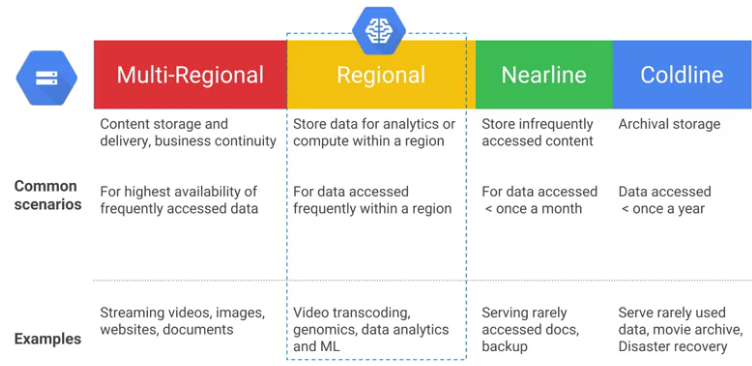 Multi-Regional
Regional
Nearline
Coldline
Common
scenarios
Content storage and
delivery, business continuity
Store data for analytics or
compute within a region
Store infrequently
accessed content
Archival storage
For highest availability of
frequently accessed data
For data accessed
frequently within a region
For data accessed
< once a month
Data accessed
< once a year
Examples
Streaming videos, images,
websites, documents
Video transcoding,
genomics, data analytics
and ML
Serving rarely
accessed docs,
backup
Serve rarely used
data, movie archive,
Disaster recovery